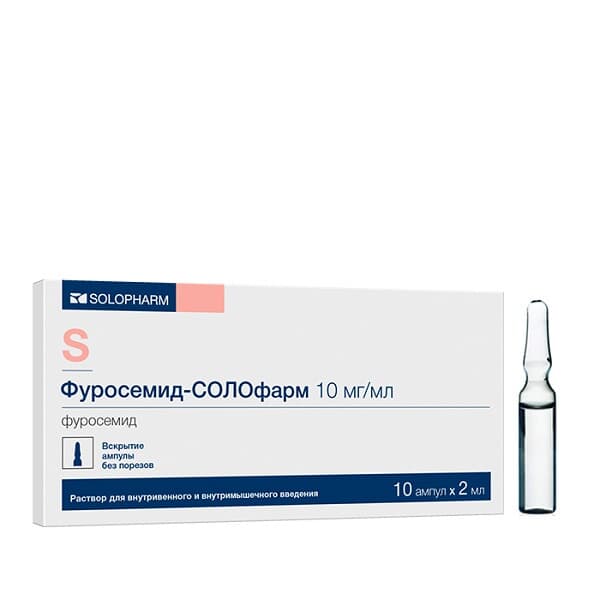 SOLOPHARM
S
Фуросемид-СОЛОфарм 10 мг/мл
фуросемид
Вскрытие
ампулы
без порезов
Раствор для внутривенного и внутримышечного введения
10 ампул х 2 мл